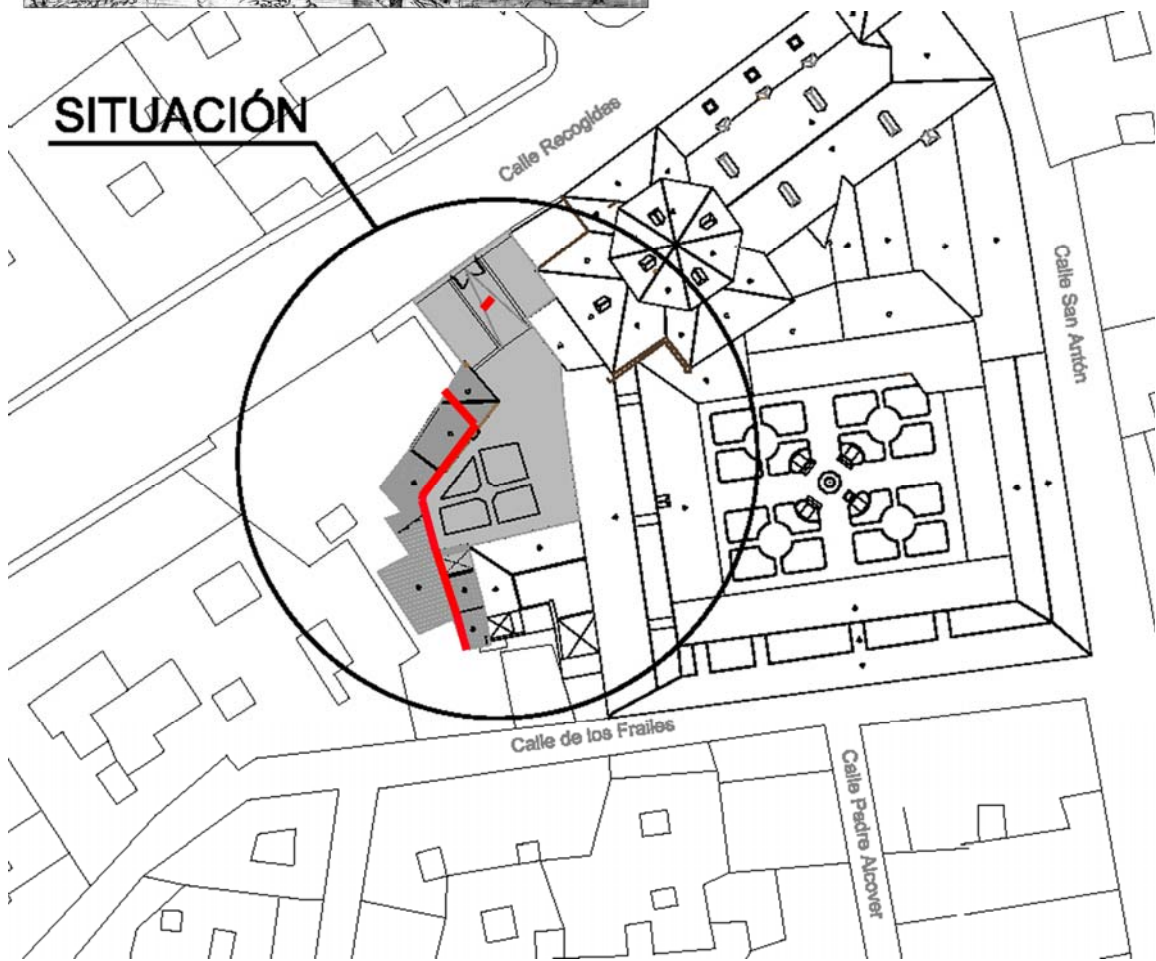 SITUACIÓN
Calle Recogidas
Calle San Antón
Calle de los Frailes
Calle Padre Alcover